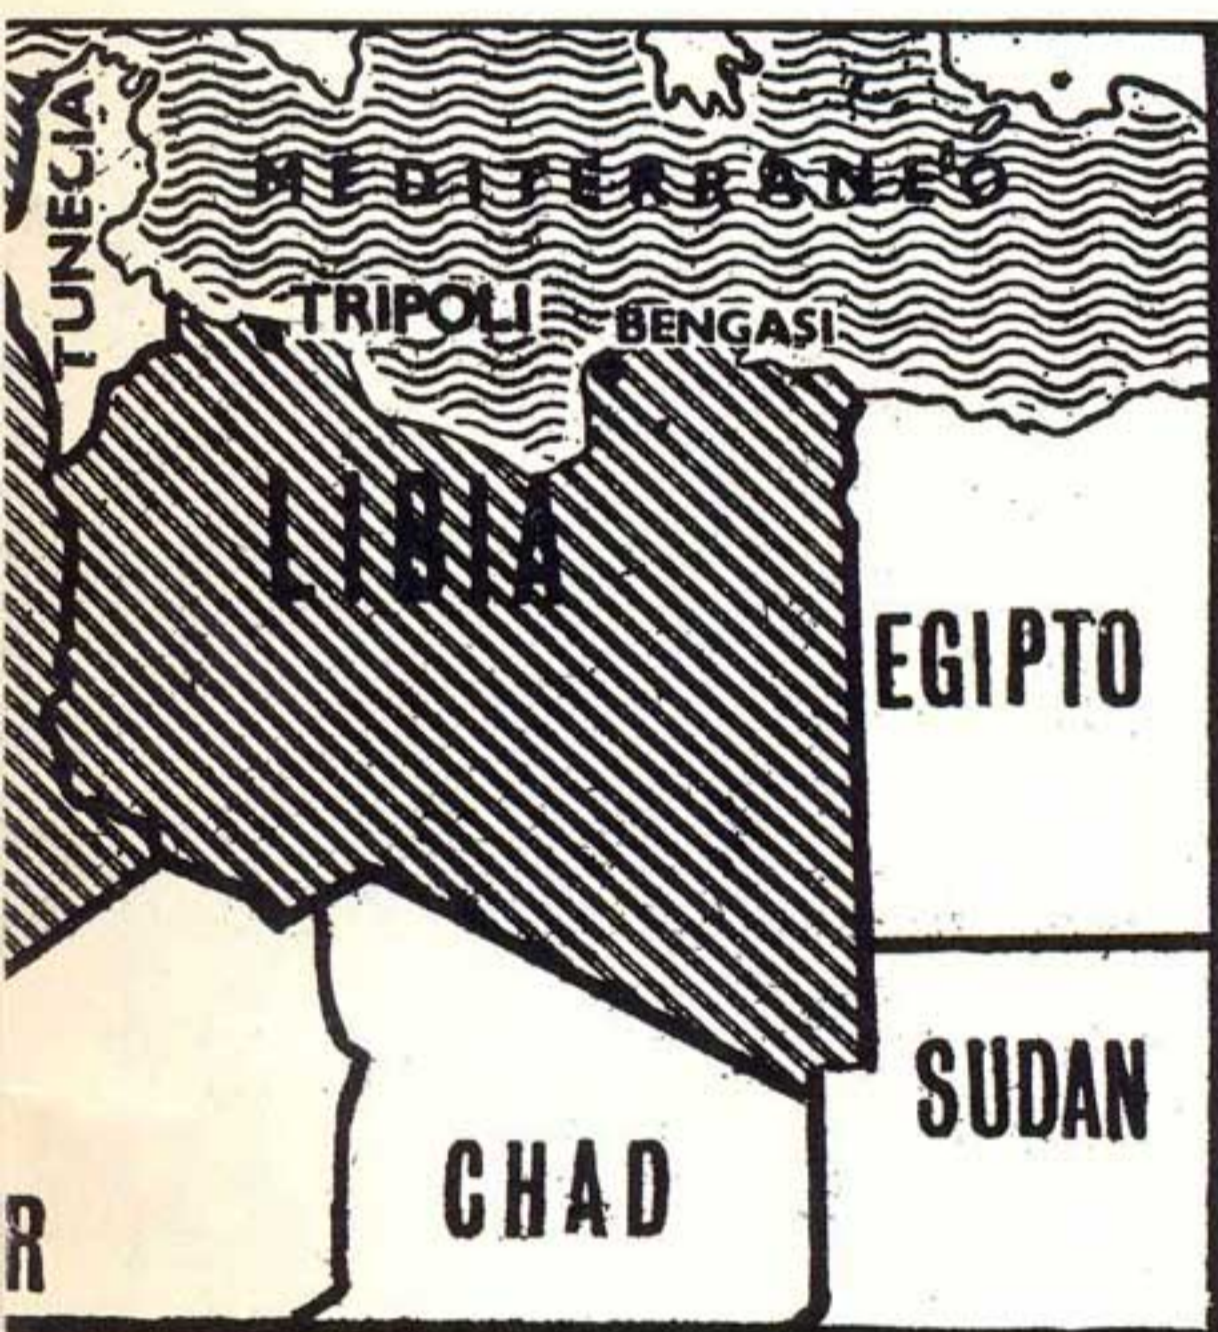 MEDITERRANEO
TUNECIA
TRIPOLI
BENGASI
LIBIA
EGIPTO
SUDAN
CHAD
R